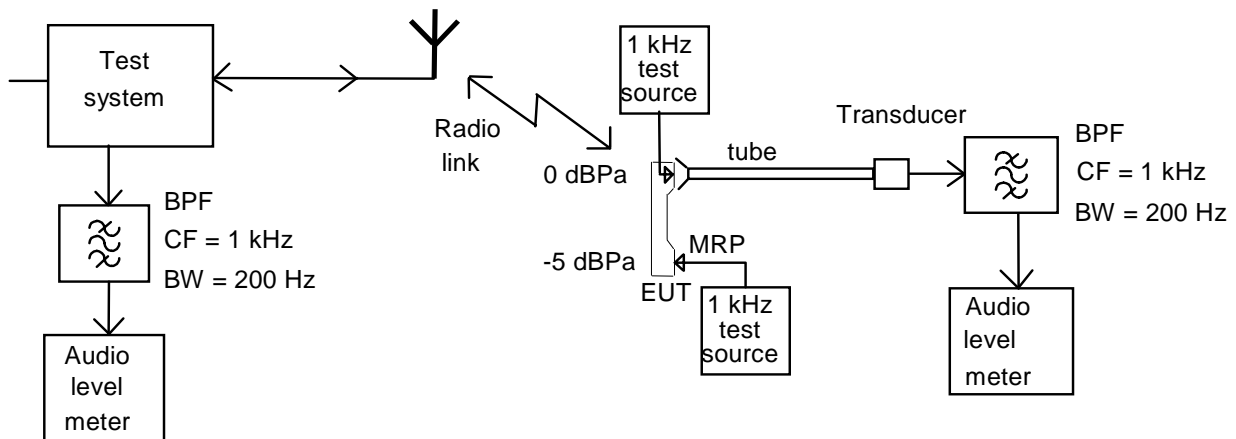 Test
system
Radio
link
BPF
CF = 1 kHz
BW = 200 Hz
Audio
level
meter
1 kHz
test
source
0 dBPa
tube
Transducer
BPF
CF = 1 kHz
BW = 200 Hz
-5 dBPa
MRP
EUT
1 kHz
test
source
Audio
level
meter